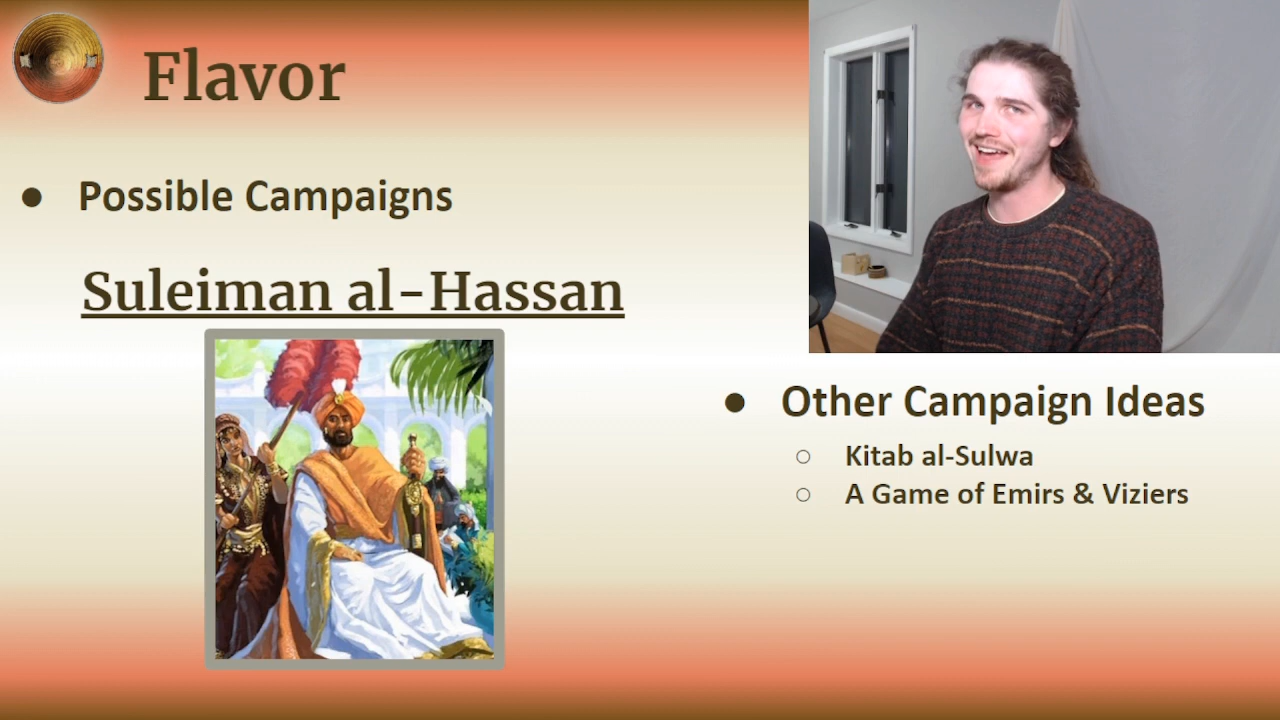 Flavor
● Possible Campaigns
Suleiman al-Hassan
● Other Campaign Ideas
○ Kitab al-Sulwa
○ A Game of Emirs & Viziers